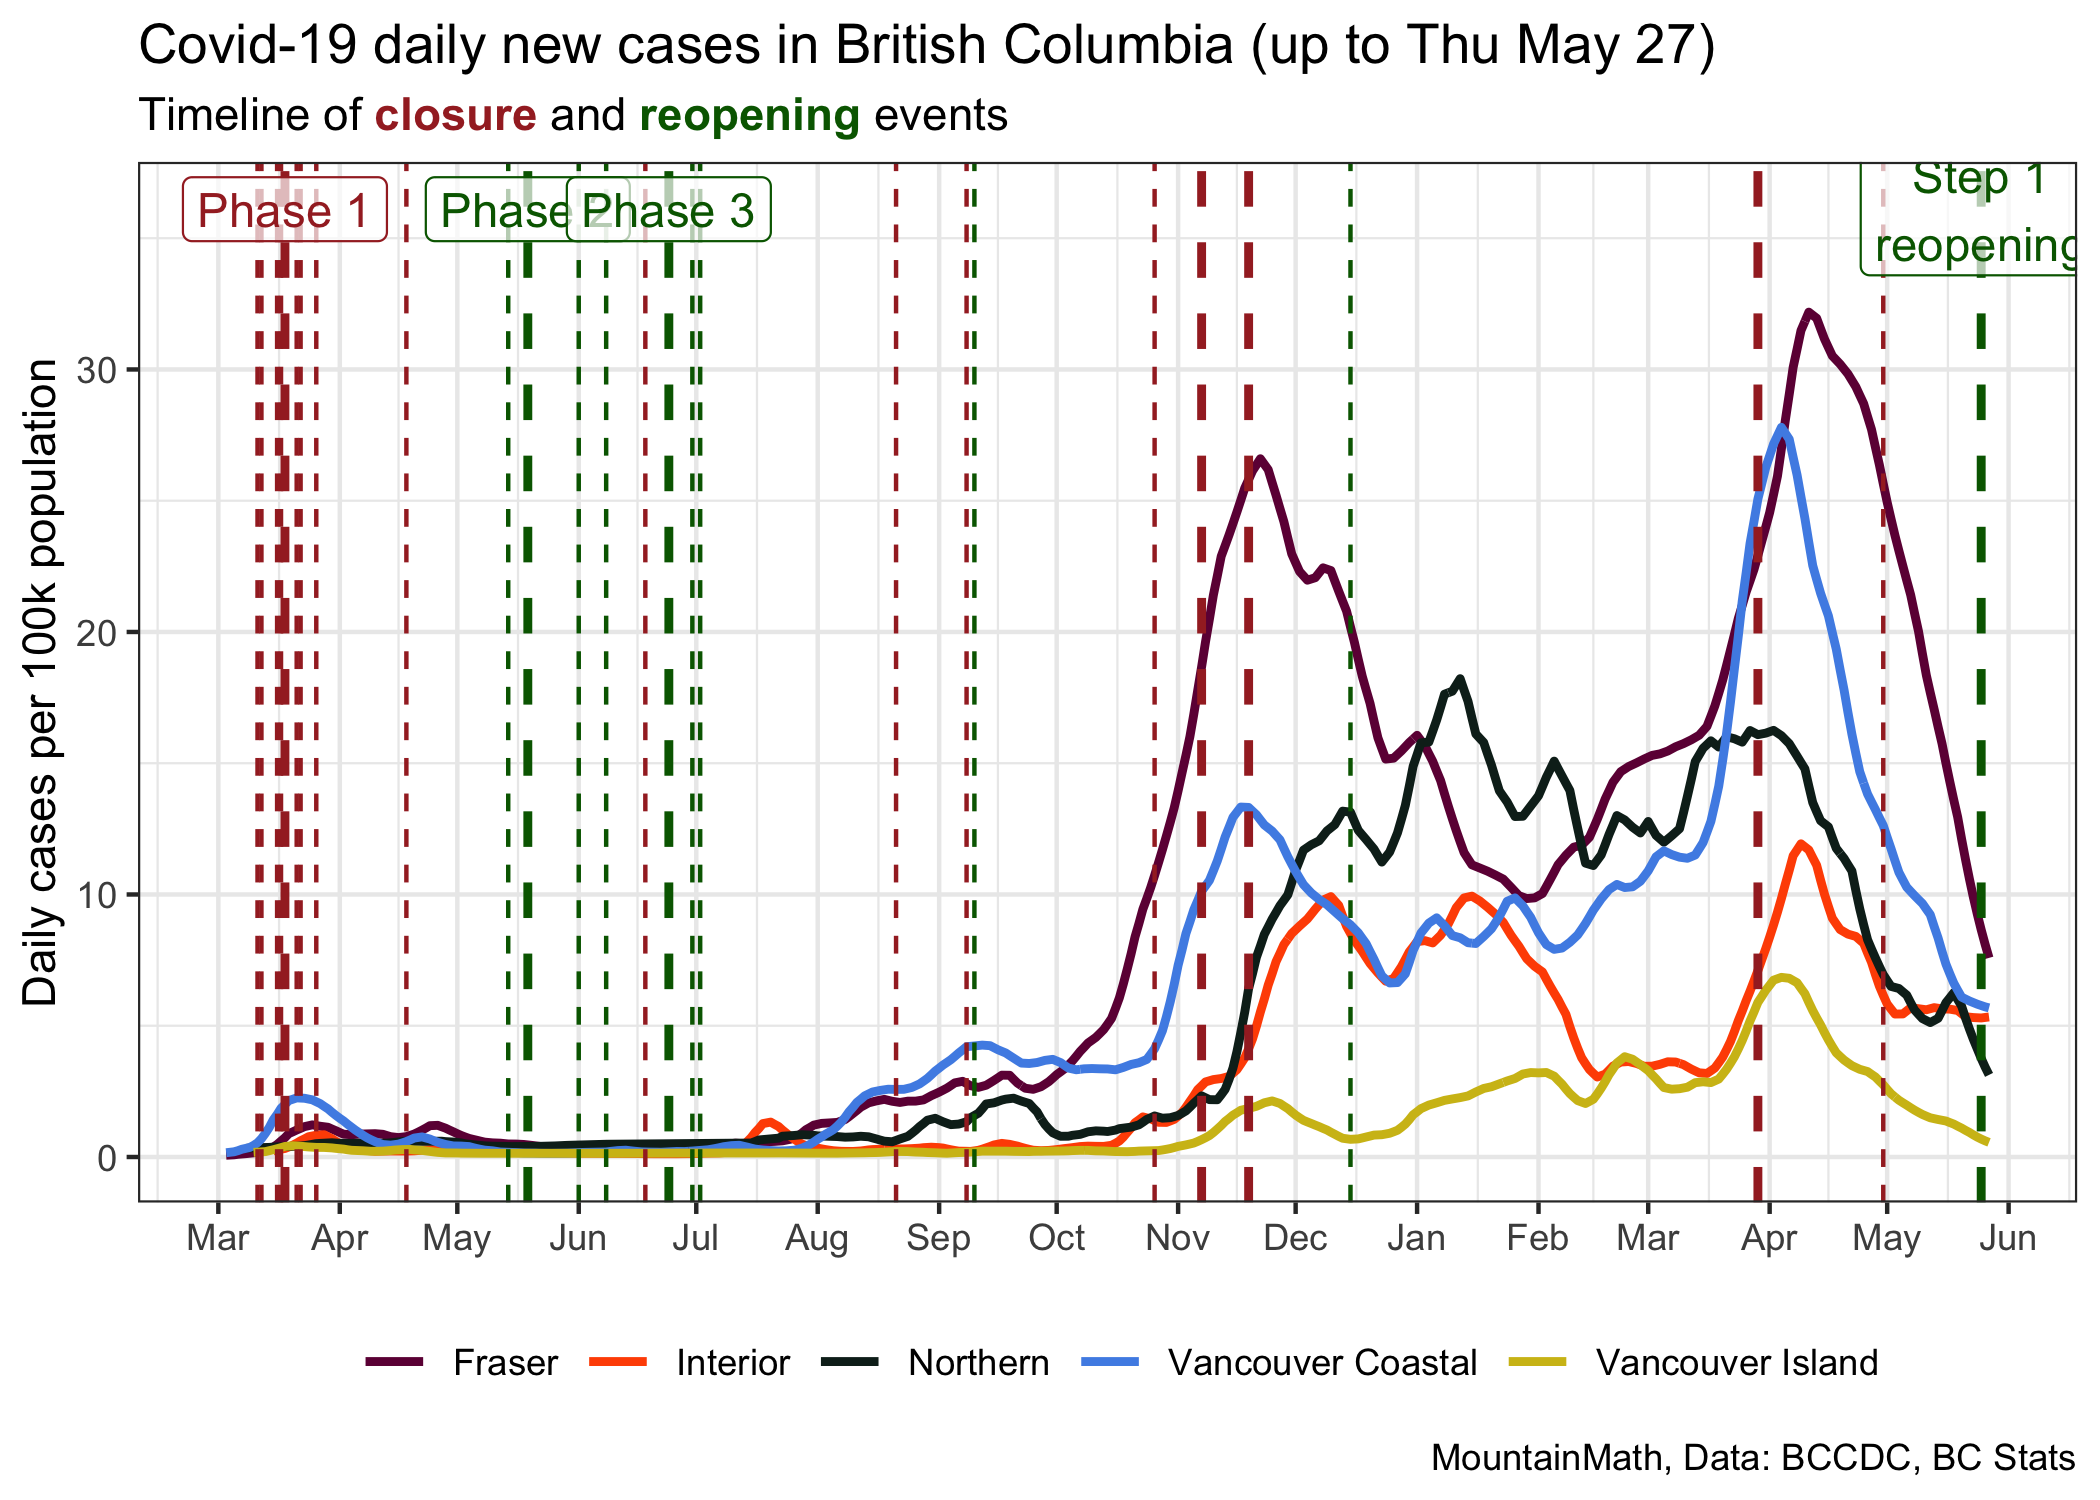 Covid-19 daily new cases in British Columbia (up to Thu May 27)
Timeline of closure and reopening events
Phase 1
Phase 2
Phase 3
Step 1
reopening
Daily cases per 100k population
30
20
10
0
Mar Apr May Jun Jul Aug Sep Oct Nov Dec Jan Feb Mar Apr May Jun
Fraser Interior Northern Vancouver Coastal Vancouver Island
MountainMath, Data: BCCDC, BC Stats